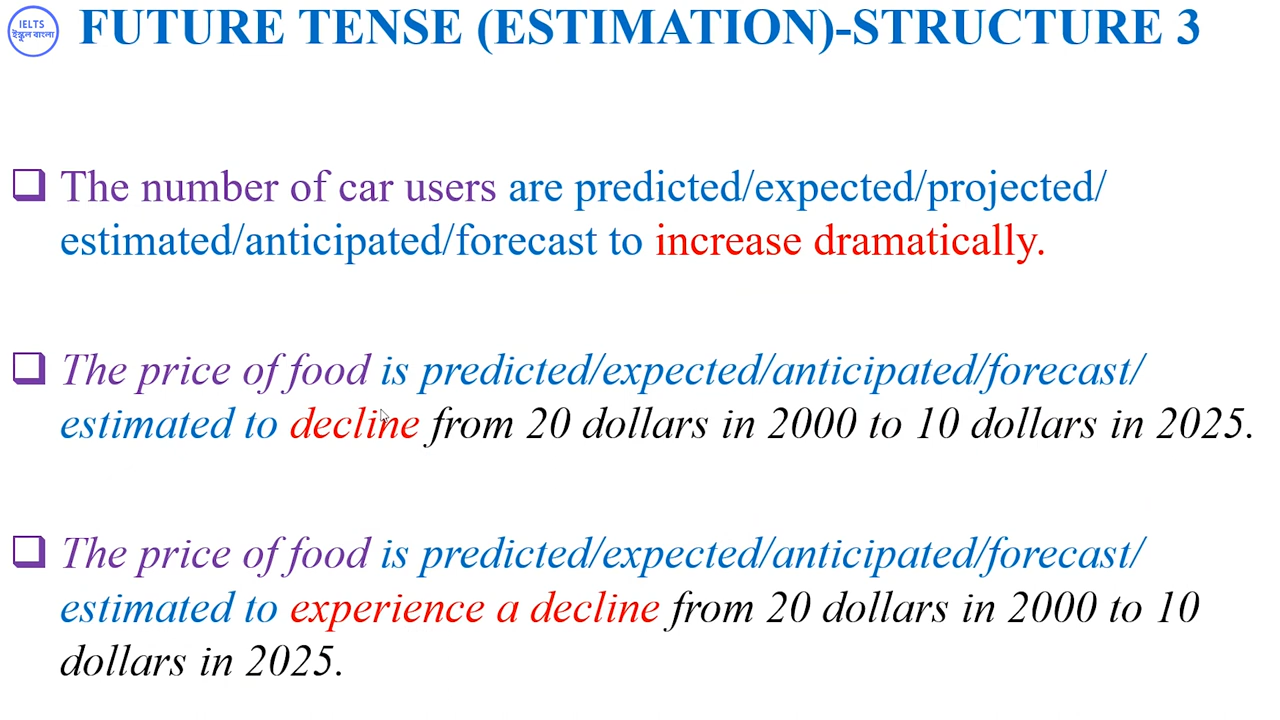 IELTS
ইস্কুল বাংলা
FUTURE TENSE (ESTIMATION)-STRUCTURE 3
The number of car users are predicted/expected/projected/
estimated/anticipated/forecast to increase dramatically.
The price of food is predicted/expected/anticipated/forecast/
estimated to decline from 20 dollars in 2000 to 10 dollars in 2025.
The price of food is predicted/expected/anticipated/forecast/
estimated to experience a decline from 20 dollars in 2000 to 10
dollars in 2025.